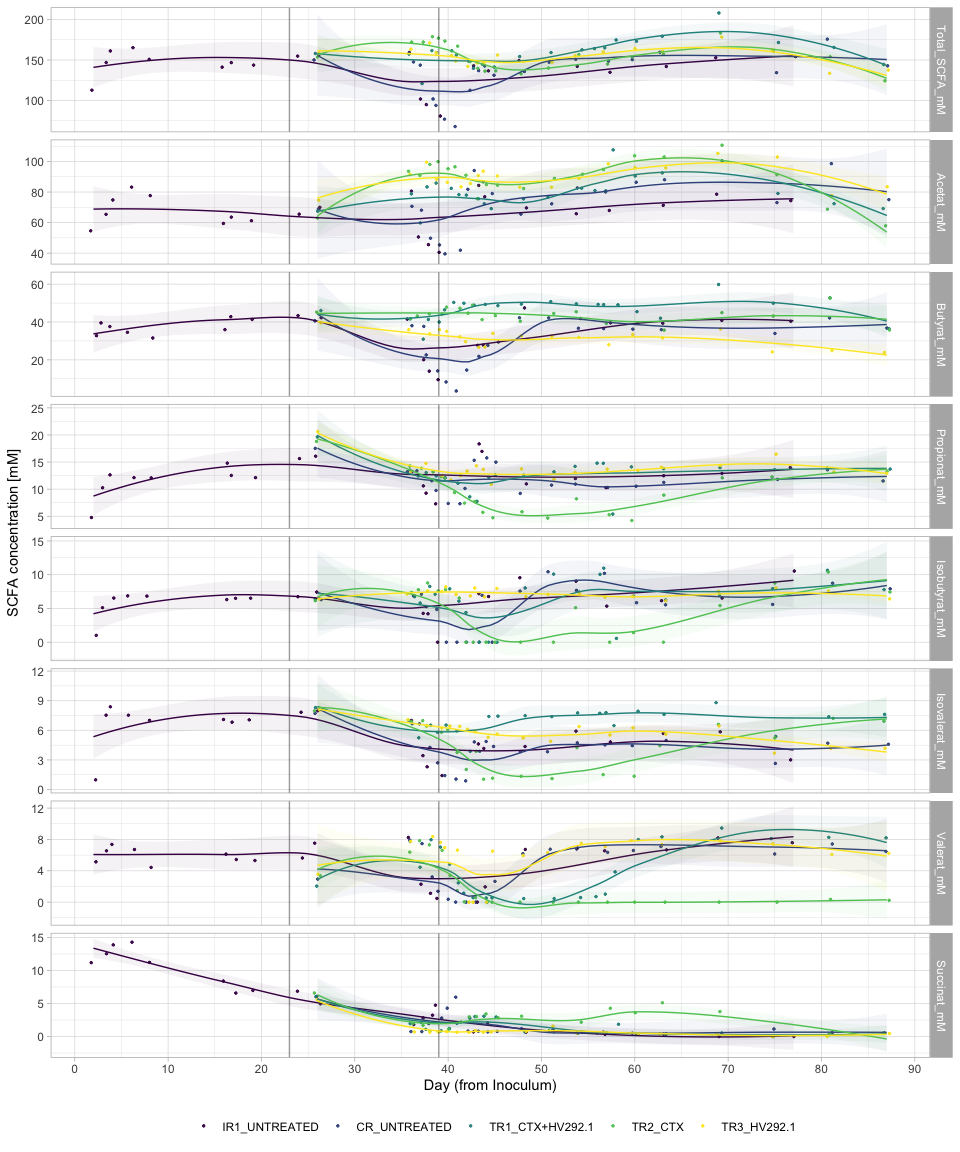 SCFA concentration [mM]
200
150
100
Total_SCFA_mM
100
80
60
40
Acetat_mM
60
40
20
Butyrat_mM
25
20
15
10
5
Propionat_mM
15
10
5
0
Isobutyrat_mM
12
9
6
3
0
Isovalerat_mM
12
8
4
0
Valerat_mM
15
10
5
0
Succinat_mM
0 10 20 30 40 50 60 70 80 90
Day (from Inoculum)
IR1_UNTREATED CR_UNTREATED TR1_CTX+HV292.1 TR2_CTX TR3_HV292.1